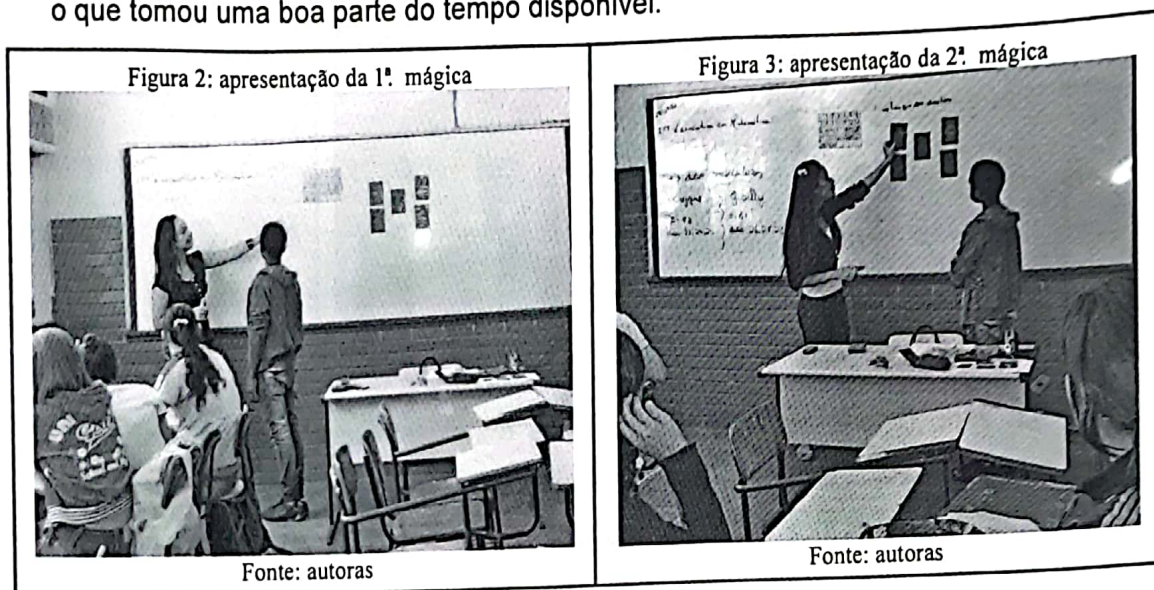 o que tomou uma boa parte do tempo disponível.
Figura 2: apresentação da 1ª. mágica
Fonte: autoras
Figura 3: apresentação da 2ª. mágica
Fonte: autoras